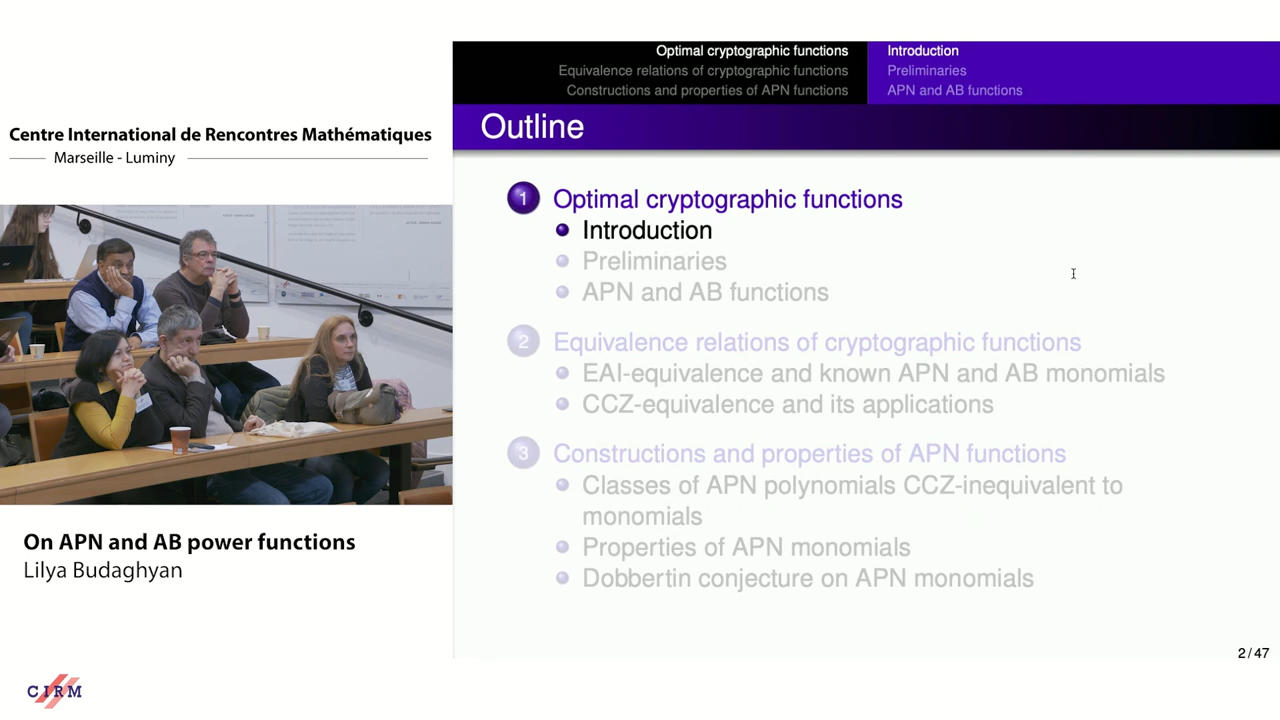 Centre International de Rencontres Mathématiques
Marseille - Luminy
On APN and AB power functions
Lilya Budaghyan
CIRM
Optimal cryptographic functions
Equivalence relations of cryptographic functions
Constructions and properties of APN functions
Introduction
Preliminaries
APN and AB functions
Outline
1 Optimal cryptographic functions
Introduction
Preliminaries
APN and AB functions
2 Equivalence relations of cryptographic functions
EAI-equivalence and known APN and AB monomials
CCZ-equivalence and its applications
3 Constructions and properties of APN functions
Classes of APN polynomials CCZ-inequivalent to
monomials
Properties of APN monomials
Dobbertin conjecture on APN monomials
2 / 47